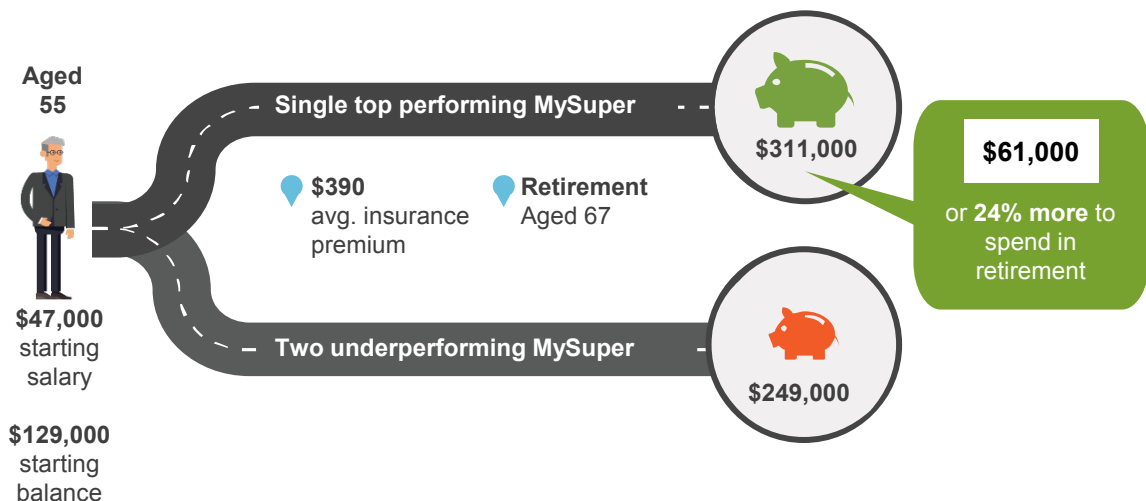 Aged
55
$47,000
starting
salary
$129,000
starting
balance
Single top performing MySuper
$390
avg. insurance
premium
Retirement
Aged 67
Two underperforming MySuper
$311,000
$249,000
$61,000
or 24% more to
spend in
retirement